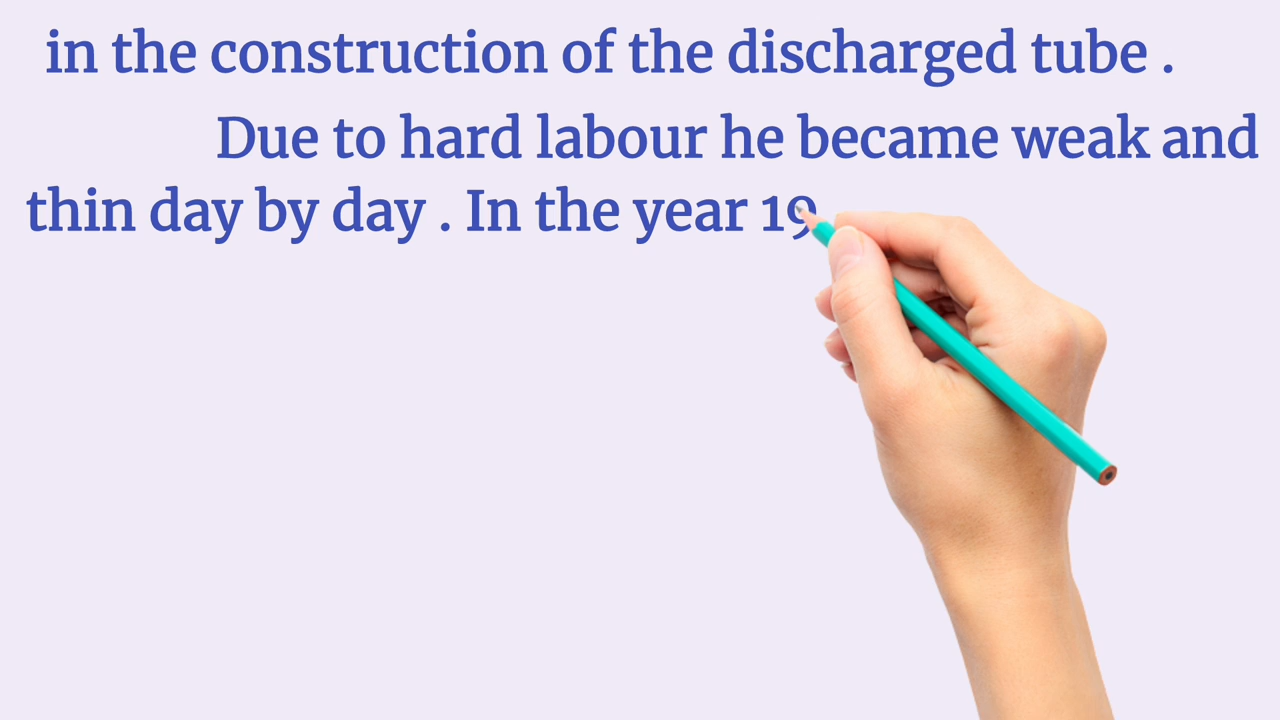 in the construction of the discharged tube .
Due to hard labour he became weak and
thin day by day . In the year 19